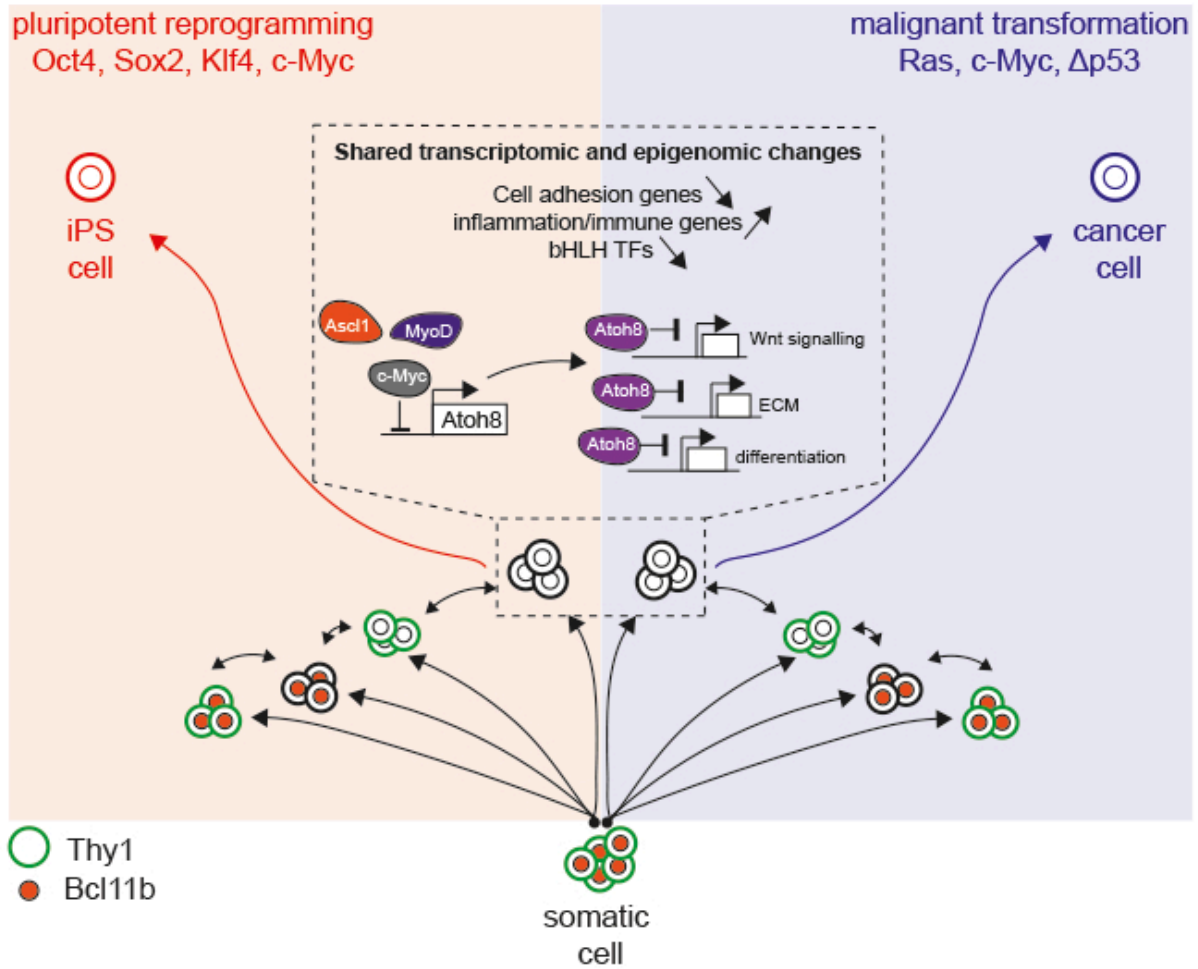 pluripotent reprogramming
Oct4, Sox2, Klf4, c-Myc
malignant transformation
Ras, c-Myc, Δp53
Shared transcriptomic and epigenomic changes
Cell adhesion genes
inflammation/immune genes
bHLH TFs
iPS
cell
cancer
cell
Ascl1
MyoD
c-Myc
Atoh8
Atoh8
Wnt signalling
Atoh8
ECM
Atoh8
differentiation
Thy1
Bcl11b
somatic
cell